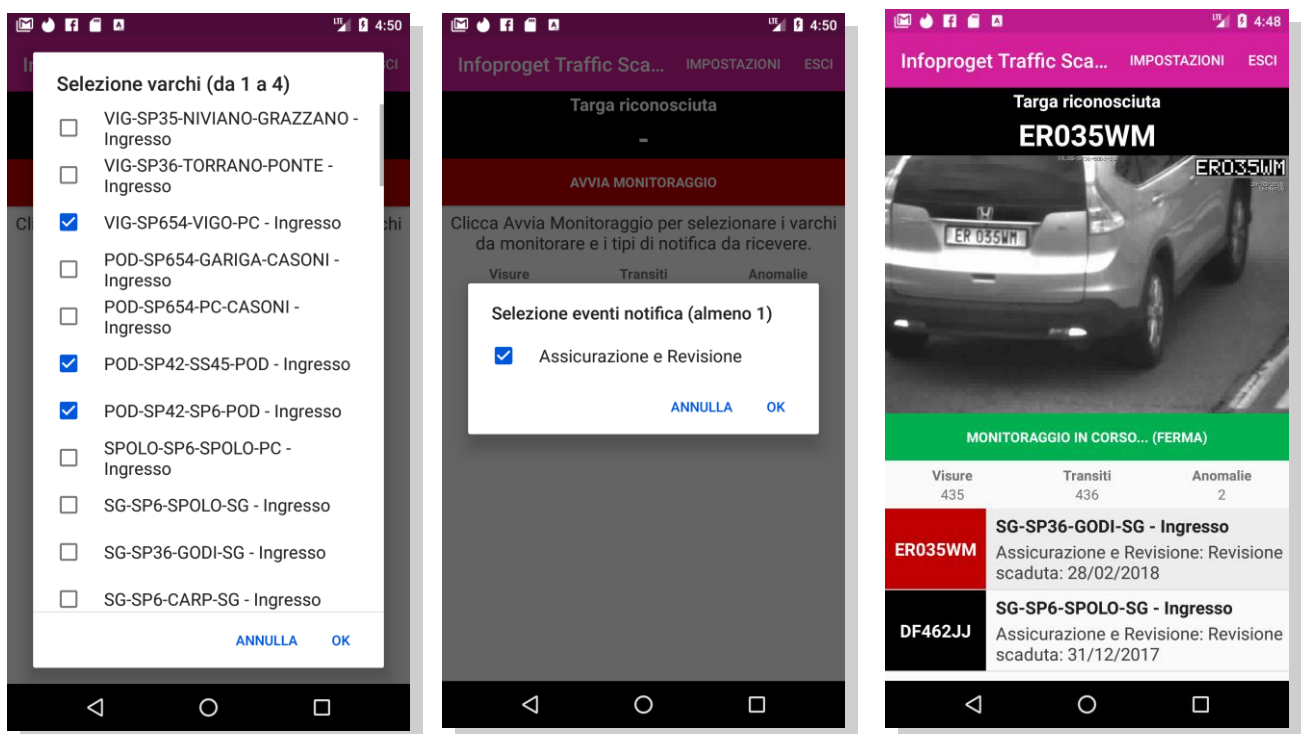 4:50
CI
Selezione varchi (da 1 a 4)
VIG-SP35-NIVIANO-GRAZZANO -
Ingresso
VIG-SP36-TORRANO-PONTE -
Ingresso
VIG-SP654-VIGO-PC - Ingresso
POD-SP654-GARIGA-CASONI -
Ingresso
POD-SP654-PC-CASONI -
Ingresso
POD-SP42-SS45-POD - Ingresso
POD-SP42-SP6-POD - Ingresso
SPOLO-SP6-SPOLO-PC -
Ingresso
SG-SP6-SPOLO-SG - Ingresso
SG-SP36-GODI-SG - Ingresso
SG-SP6-CARP-SG - Ingresso
ANNULLA OK
LTE 4:50
Infoproget Traffic Sca... IMPOSTAZIONI ESCI
Targa riconosciuta
-
AVVIA MONITORAGGIO
Clicca Avvia Monitoraggio per selezionare i varchi
da monitorare e i tipi di notifica da ricevere.
Visure Transiti Anomalie
Selezione eventi notifica (almeno 1)
Assicurazione e Revisione
ANNULLA OK
LTE 4:48
Infoproget Traffic Sca... IMPOSTAZIONI ESCI
Targa riconosciuta
ER035WM
ER035WM
ER 035WM
MONITORAGGIO IN CORSO... (FERMA)
Visure Transiti Anomalie
435 436 2
ER035WM
SG-SP36-GODI-SG - Ingresso
Assicurazione e Revisione: Revisione
scaduta: 28/02/2018
DF462JJ
SG-SP6-SPOLO-SG - Ingresso
Assicurazione e Revisione: Revisione
scaduta: 31/12/2017